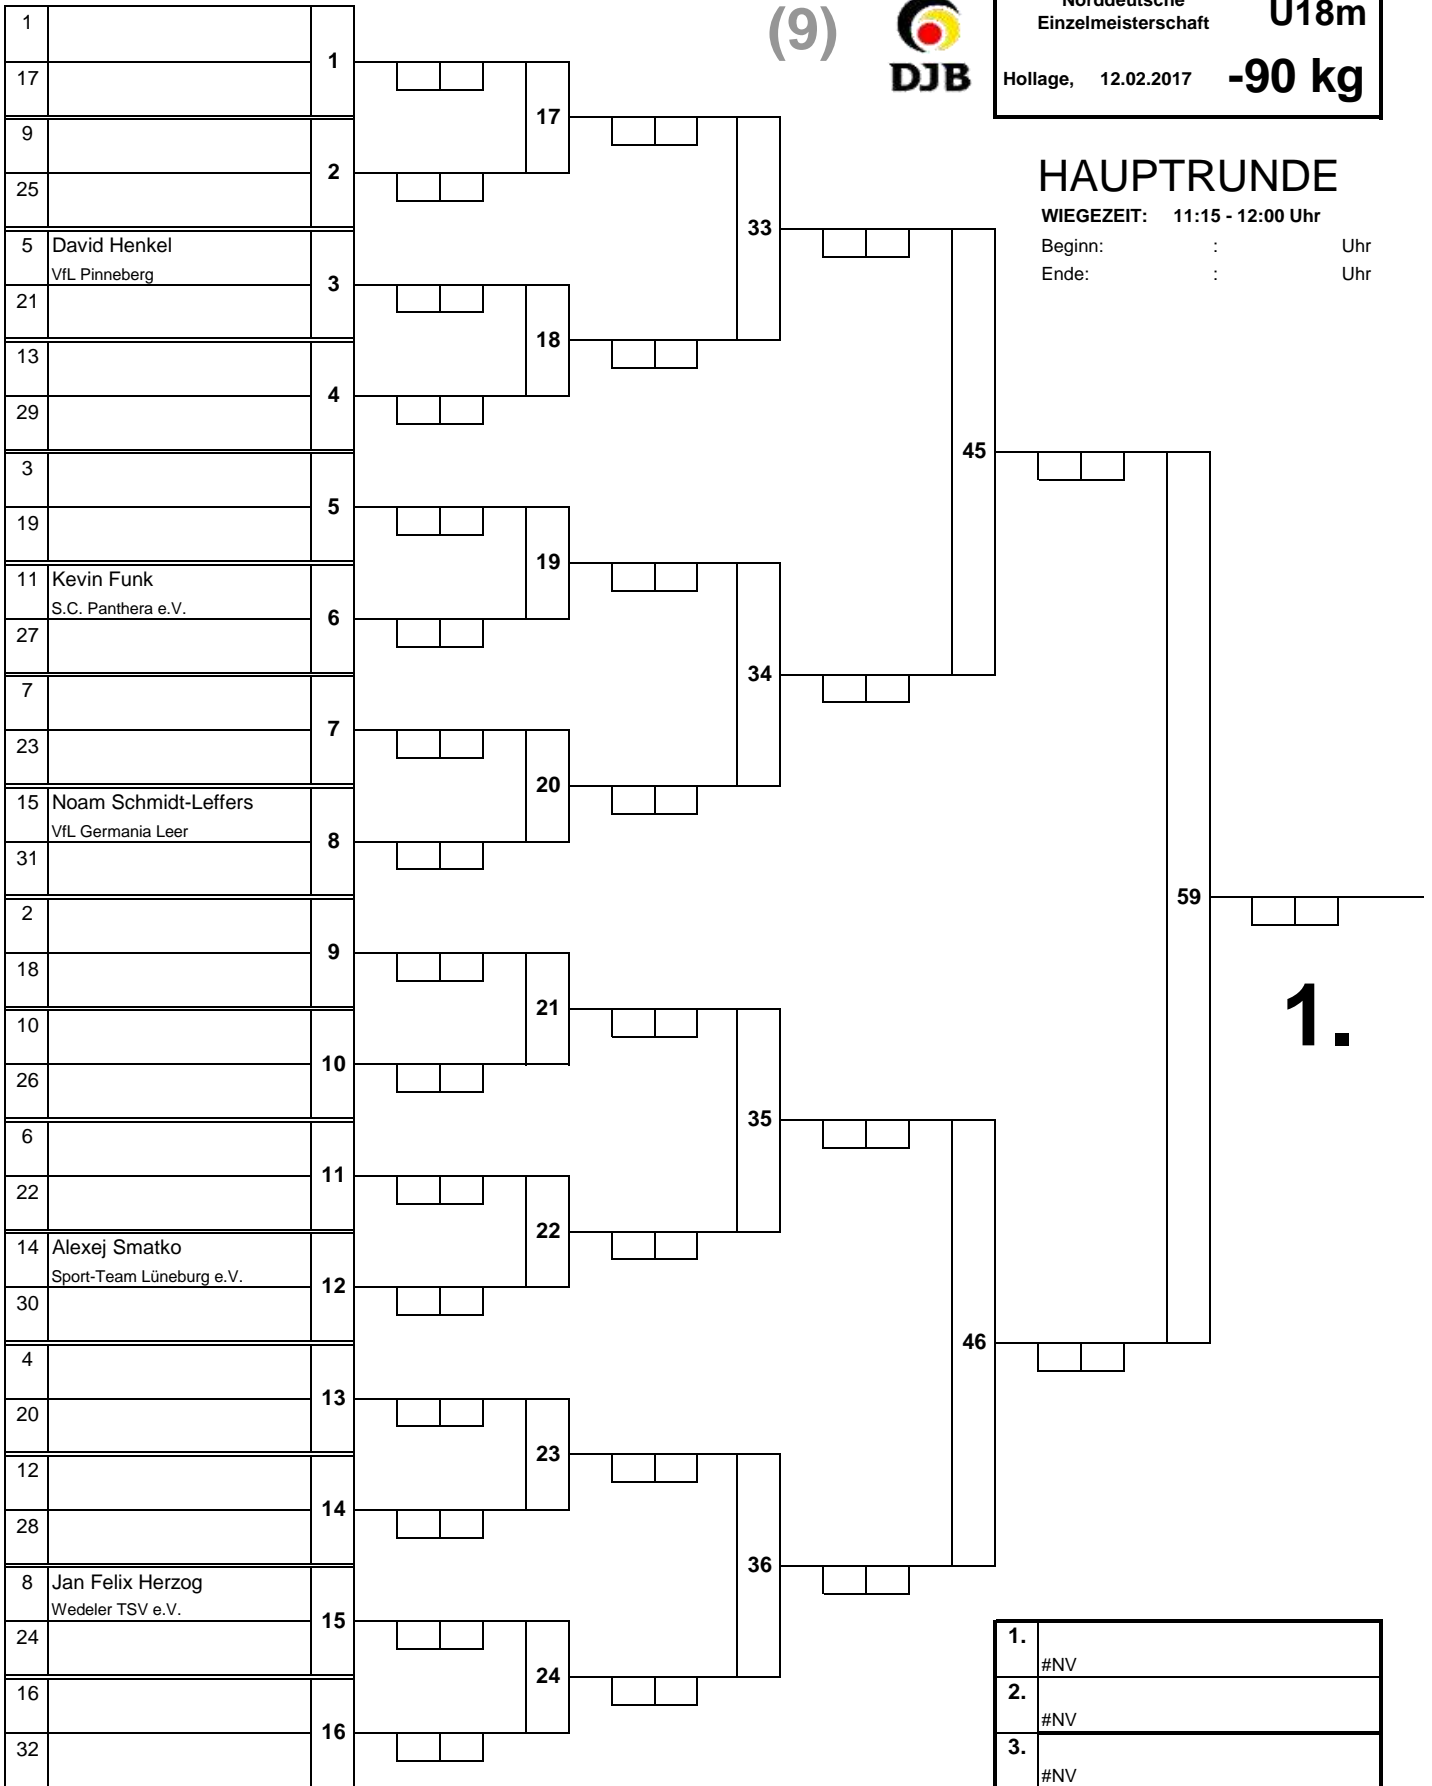 (9)
DJB
Norddeutsche
Einzelmeisterschaft
U18m
Hollage, 12.02.2017 -90 kg
HAUPTRUNDE
WIEGEZEIT: 11:15 - 12:00 Uhr
Beginn: : Uhr
Ende: : Uhr
1
1
17
17
9
2
25
33
5 David Henkel
VfL Pinneberg
3
21
18
13
4
29
45
3
5
19
19
11 Kevin Funk
S.C. Panthera e.V.
6
27
34
7
7
23
20
15 Noam Schmidt-Leffers
VfL Germania Leer
8
31
59
2
9
18
21
1.
10
10
26
35
6
11
22
22
14 Alexej Smatko
Sport-Team Lüneburg e.V.
12
30
46
4
13
20
23
12
14
28
36
8 Jan Felix Herzog
Wedeler TSV e.V.
15
24
24
16
16
32
1.
#NV
2.
#NV
3.
#NV